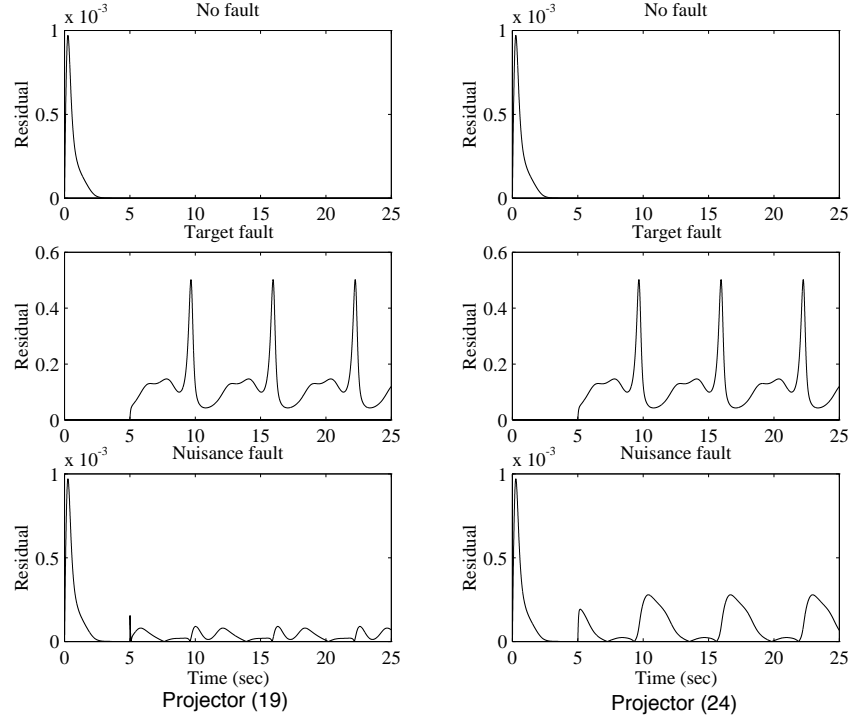 x 10-3
No fault
1
0.5
0
Residual
0 5 10 15 20 25
Target fault
0.6
0.4
0.2
0
Residual
0 5 10 15 20 25
Nuisance fault
x 10-3
1
0.5
0
Residual
0 5 10 15 20 25
Time (sec)
Projector (19)
x 10-3
No fault
1
0.5
0
Residual
0 5 10 15 20 25
Target fault
0.6
0.4
0.2
0
Residual
0 5 10 15 20 25
Nuisance fault
x 10-3
1
0.5
0
Residual
0 5 10 15 20 25
Time (sec)
Projector (24)